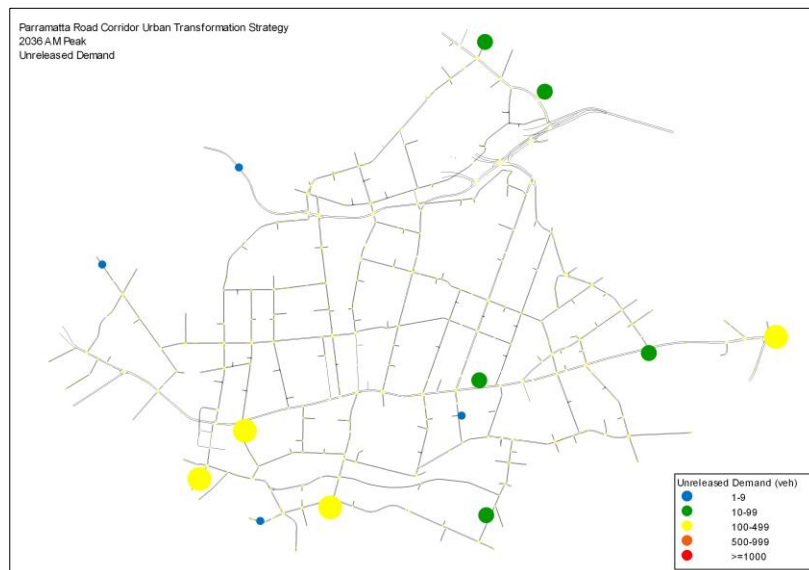 Parramatta Road Corridor Urban Transformation Strategy
2036 AM Peak
Unreleased Demand
Unreleased Demand (veh)
1-9
10-99
100-499
500-999
>=1000